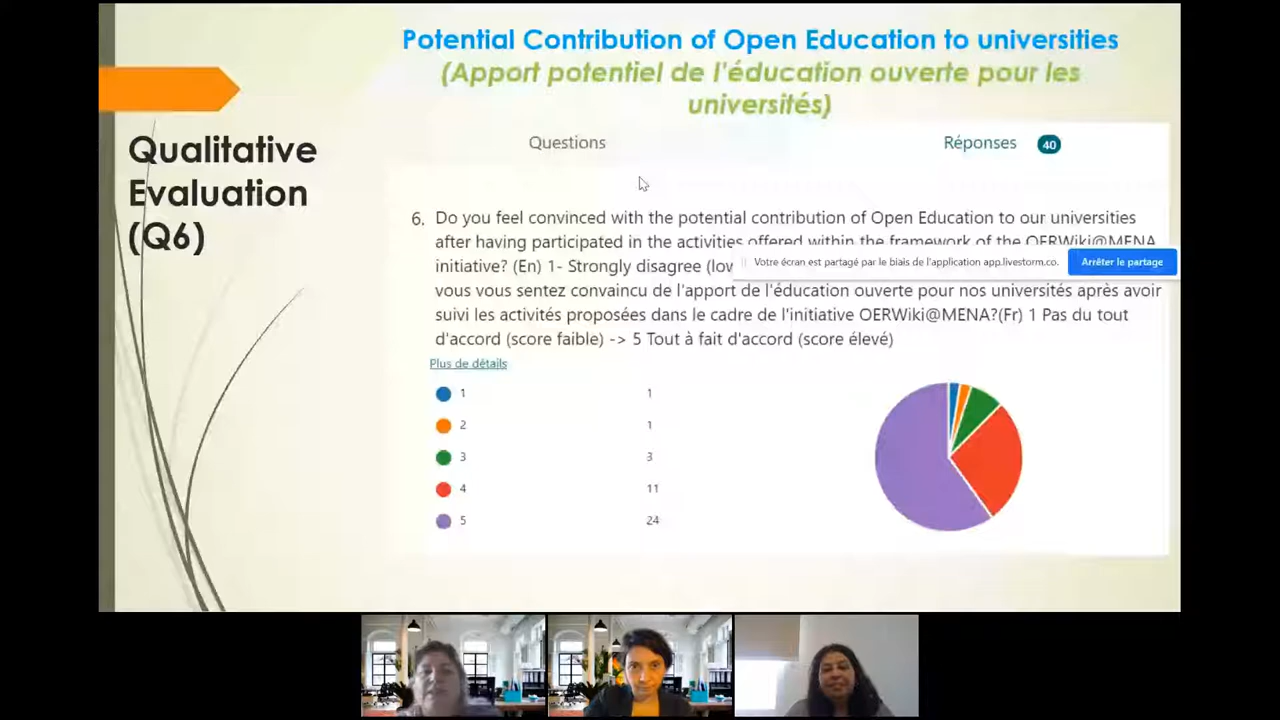 Potential Contribution of Open Education to universities
(Apport potentiel de l'éducation ouverte pour les
universités)
Qualitative
Evaluation
(Q6)
Questions
Réponses 40
6. Do you feel convinced with the potential contribution of Open Education to our universities
after having participated in the activities offered within the framework of the OERWiki@MENA
initiative? (En) 1- Strongly disagree (low
Votre écran est partagé par le biais de l'application app.livestorm.co. Arrêter le partage
vous vous sentez convaincu de l'apport de l'éducation ouverte pour nos universités après avoir
suivi les activités proposées dans le cadre de l'initiative OERWiki@MENA?(Fr) 1 Pas du tout
d'accord (score faible) -> 5 Tout à fait d'accord (score élevé)
Plus de détails
1 1
2 1
3 3
4 11
5 24